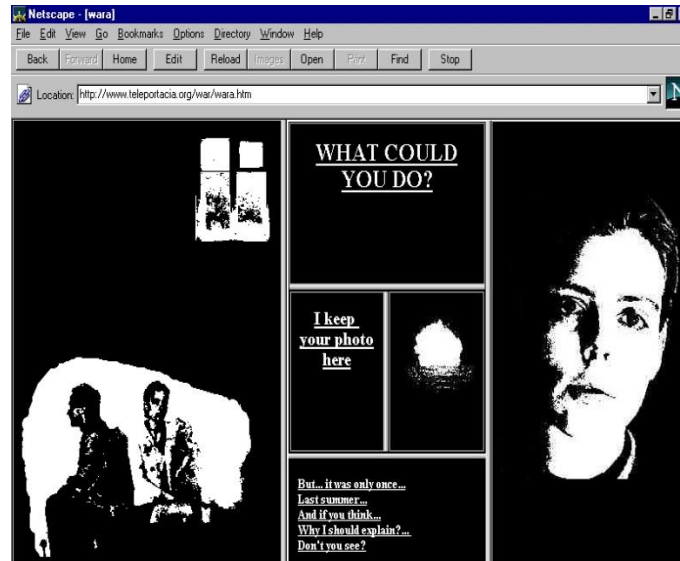 Netscape - [wara]
File Edit View Go Bookmarks Options Directory Window Help
Back Forward Home Edit Reload Images Open Print Find Stop
Location: http://www.teleportacia.org/war/wara.htm
N
WHAT COULD
YOU DO?
I keep
your photo
here
But... it was only once...
Last summer...
And if you think...
Why I should explain?...
Don't you see?